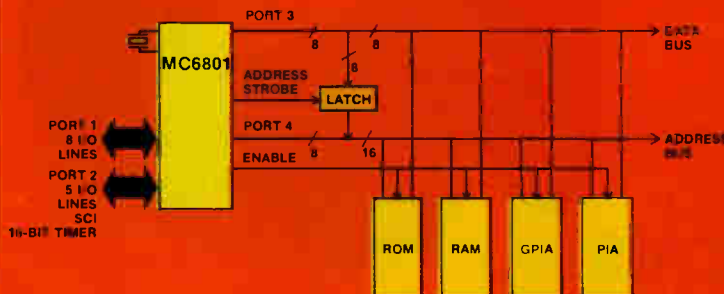 PORT 3
8
8
DATA
BUS
8
MC6801
ADDRESS
STROBE
LATCH
PORT 1
8 I/O
LINES
PORT 4
8
16
ADDRESS
BUS
ENABLE
PORT 2
5 I/O
LINES
SCI
16-BIT TIMER
ROM
RAM
GPIA
PIA